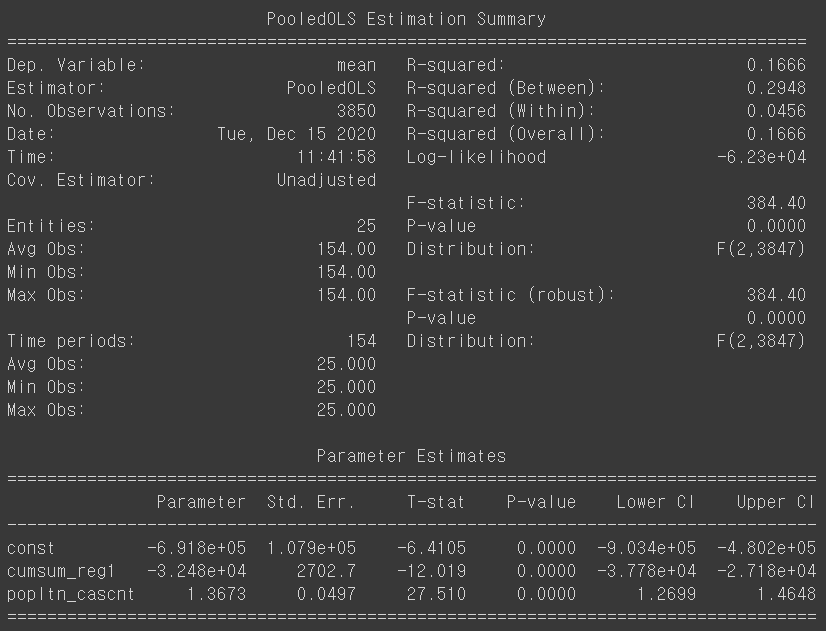 PooledOLS Estimation Summary
================================================================================
Dep. Variable: mean R-squared: 0.1666
Estimator: PooledOLS R-squared (Between): 0.2948
No. Observations: 3850 R-squared (Within): 0.0456
Date: Tue, Dec 15 2020 R-squared (Overall): 0.1666
Time: 11:41:58 Log-likelihood -6.23e+04
Cov. Estimator: Unadjusted
F-statistic: 384.40
Entities: 25 P-value 0.0000
Avg Obs: 154.00 Distribution: F(2,3847)
Min Obs: 154.00
Max Obs: 154.00 F-statistic (robust): 384.40
P-value 0.0000
Time periods: 154 Distribution: F(2,3847)
Avg Obs: 25.000
Min Obs: 25.000
Max Obs: 25.000
Parameter Estimates
=================================================================================
Parameter Std. Err. T-stat P-value Lower CI Upper CI
---------------------------------------------------------------------------------
const -6.918e+05 1.079e+05 -6.4105 0.0000 -9.034e+05 -4.802e+05
cumsum_reg1 -3.248e+04 2702.7 -12.019 0.0000 -3.778e+04 -2.718e+04
popltn_cascnt 1.3673 0.0497 27.510 0.0000 1.2699 1.4648
=================================================================================